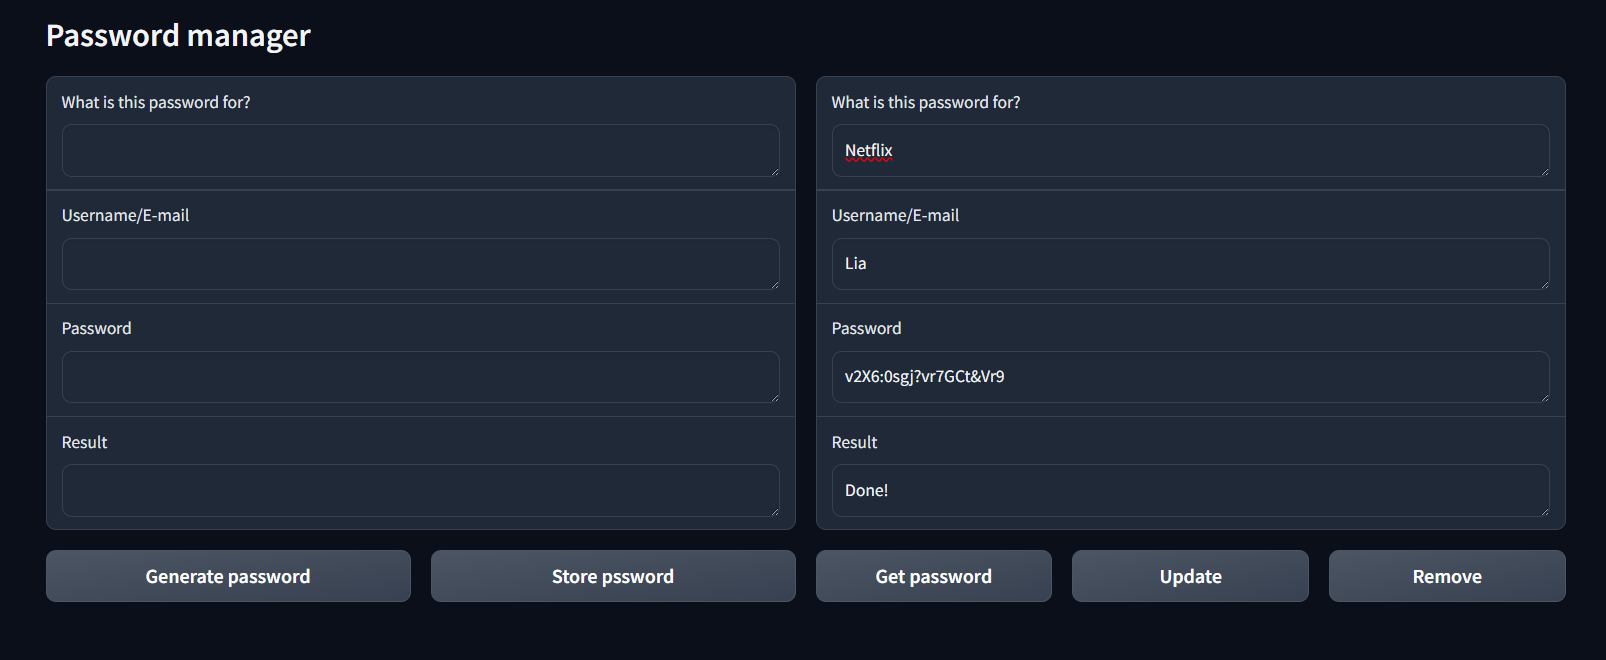 Password manager
What is this password for?
Username/E-mail
Password
Result
Generate password
Store pssword
What is this password for?
Netflix
Username/E-mail
Lia
Password
v2X6:0sgj?vr7GCt&Vr9
Result
Done!
Get password
Update
Remove